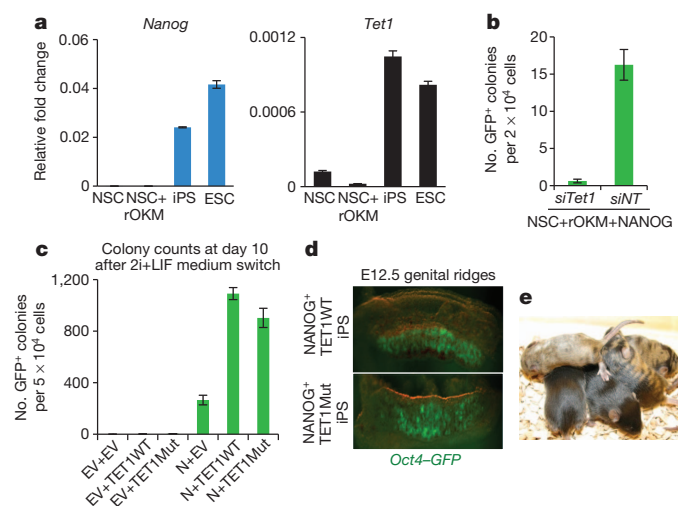 a
Nanog
Relative fold change
0.06
0.04
0.02
0
NSC
NSC+
rOKM
iPS
ESC
Tet1
0.0012
0.0006
0
NSC
NSC+
rOKM
iPS
ESC
b
No. GFP+ colonies
per 2 × 10⁴ cells
20
15
10
5
0
siTet1
siNT
NSC+rOKM+NANOG
c
Colony counts at day 10
after 2i+LIF medium switch
No. GFP+ colonies
per 5 × 10⁴ cells
1,200
800
400
0
EV+EV
EV+TET1WT
EV+TET1Mut
N+EV
N+TET1WT
N+TET1Mut
d
E12.5 genital ridges
NANOG+
TET1WT
iPS
NANOG+
TET1Mut
iPS
Oct4–GFP
e